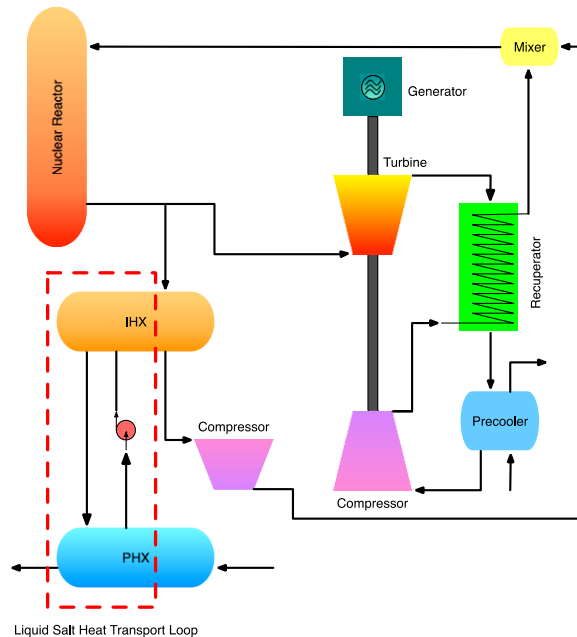 Mixer
Nuclear Reactor
Generator
Turbine
Recuperator
IHX
Precooler
Compressor
Compressor
PHX
Liquid Salt Heat Transport Loop